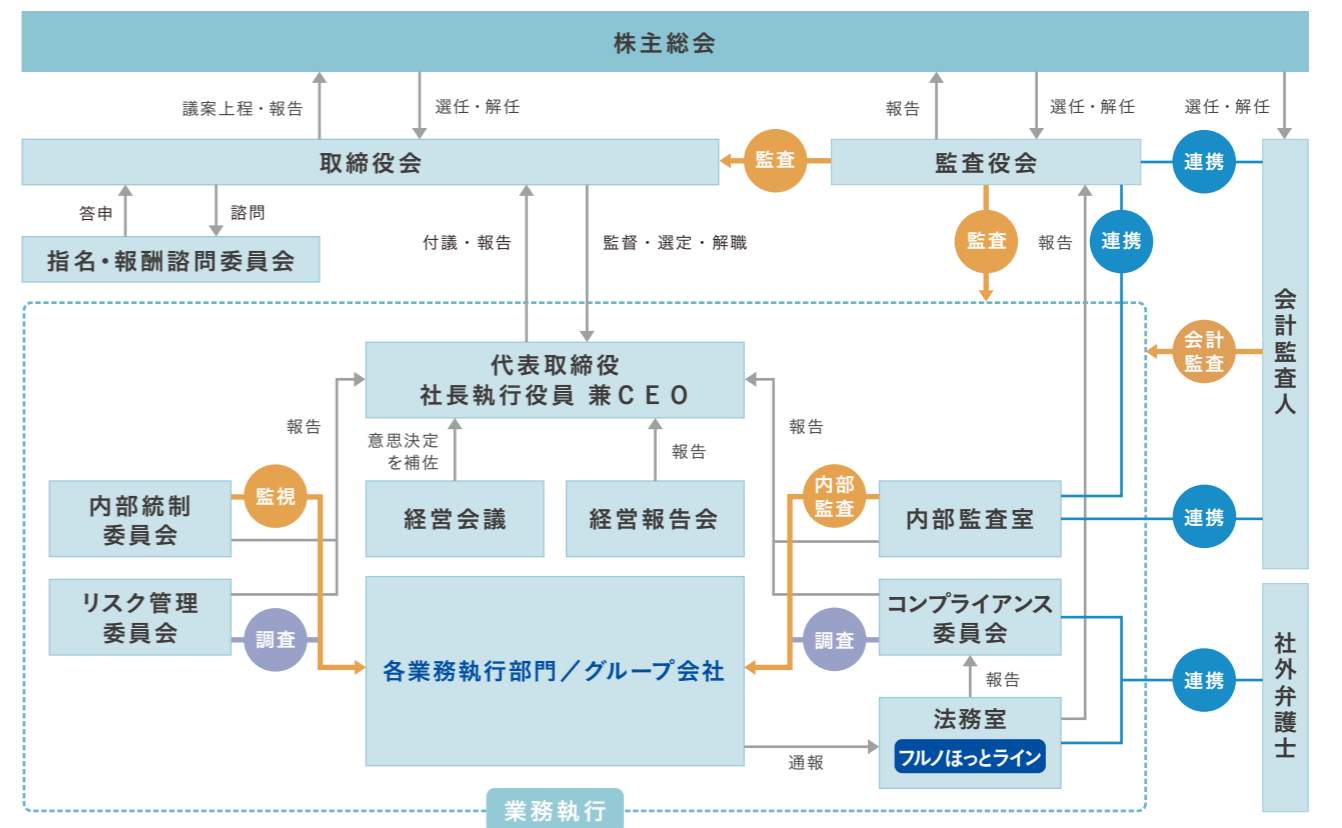 株主総会
議案上程・報告
選任・解任
報告
選任・解任
選任・解任
取締役会
監査
監査役会
連携
答申
諮問
付議・報告
監督・選定・解職
監査
報告
連携
指名・報酬諮問委員会
会計監査人
会計
監査
代表取締役
社長執行役員 兼CEO
報告
意思決定
を補佐
報告
報告
内部統制
委員会
監視
経営会議
経営報告会
内部
監査
内部監査室
連携
リスク管理
委員会
調査
各業務執行部門/グループ会社
調査
コンプライアンス
委員会
社外弁護士
報告
連携
法務室
フルノほっとライン
通報
業務執行